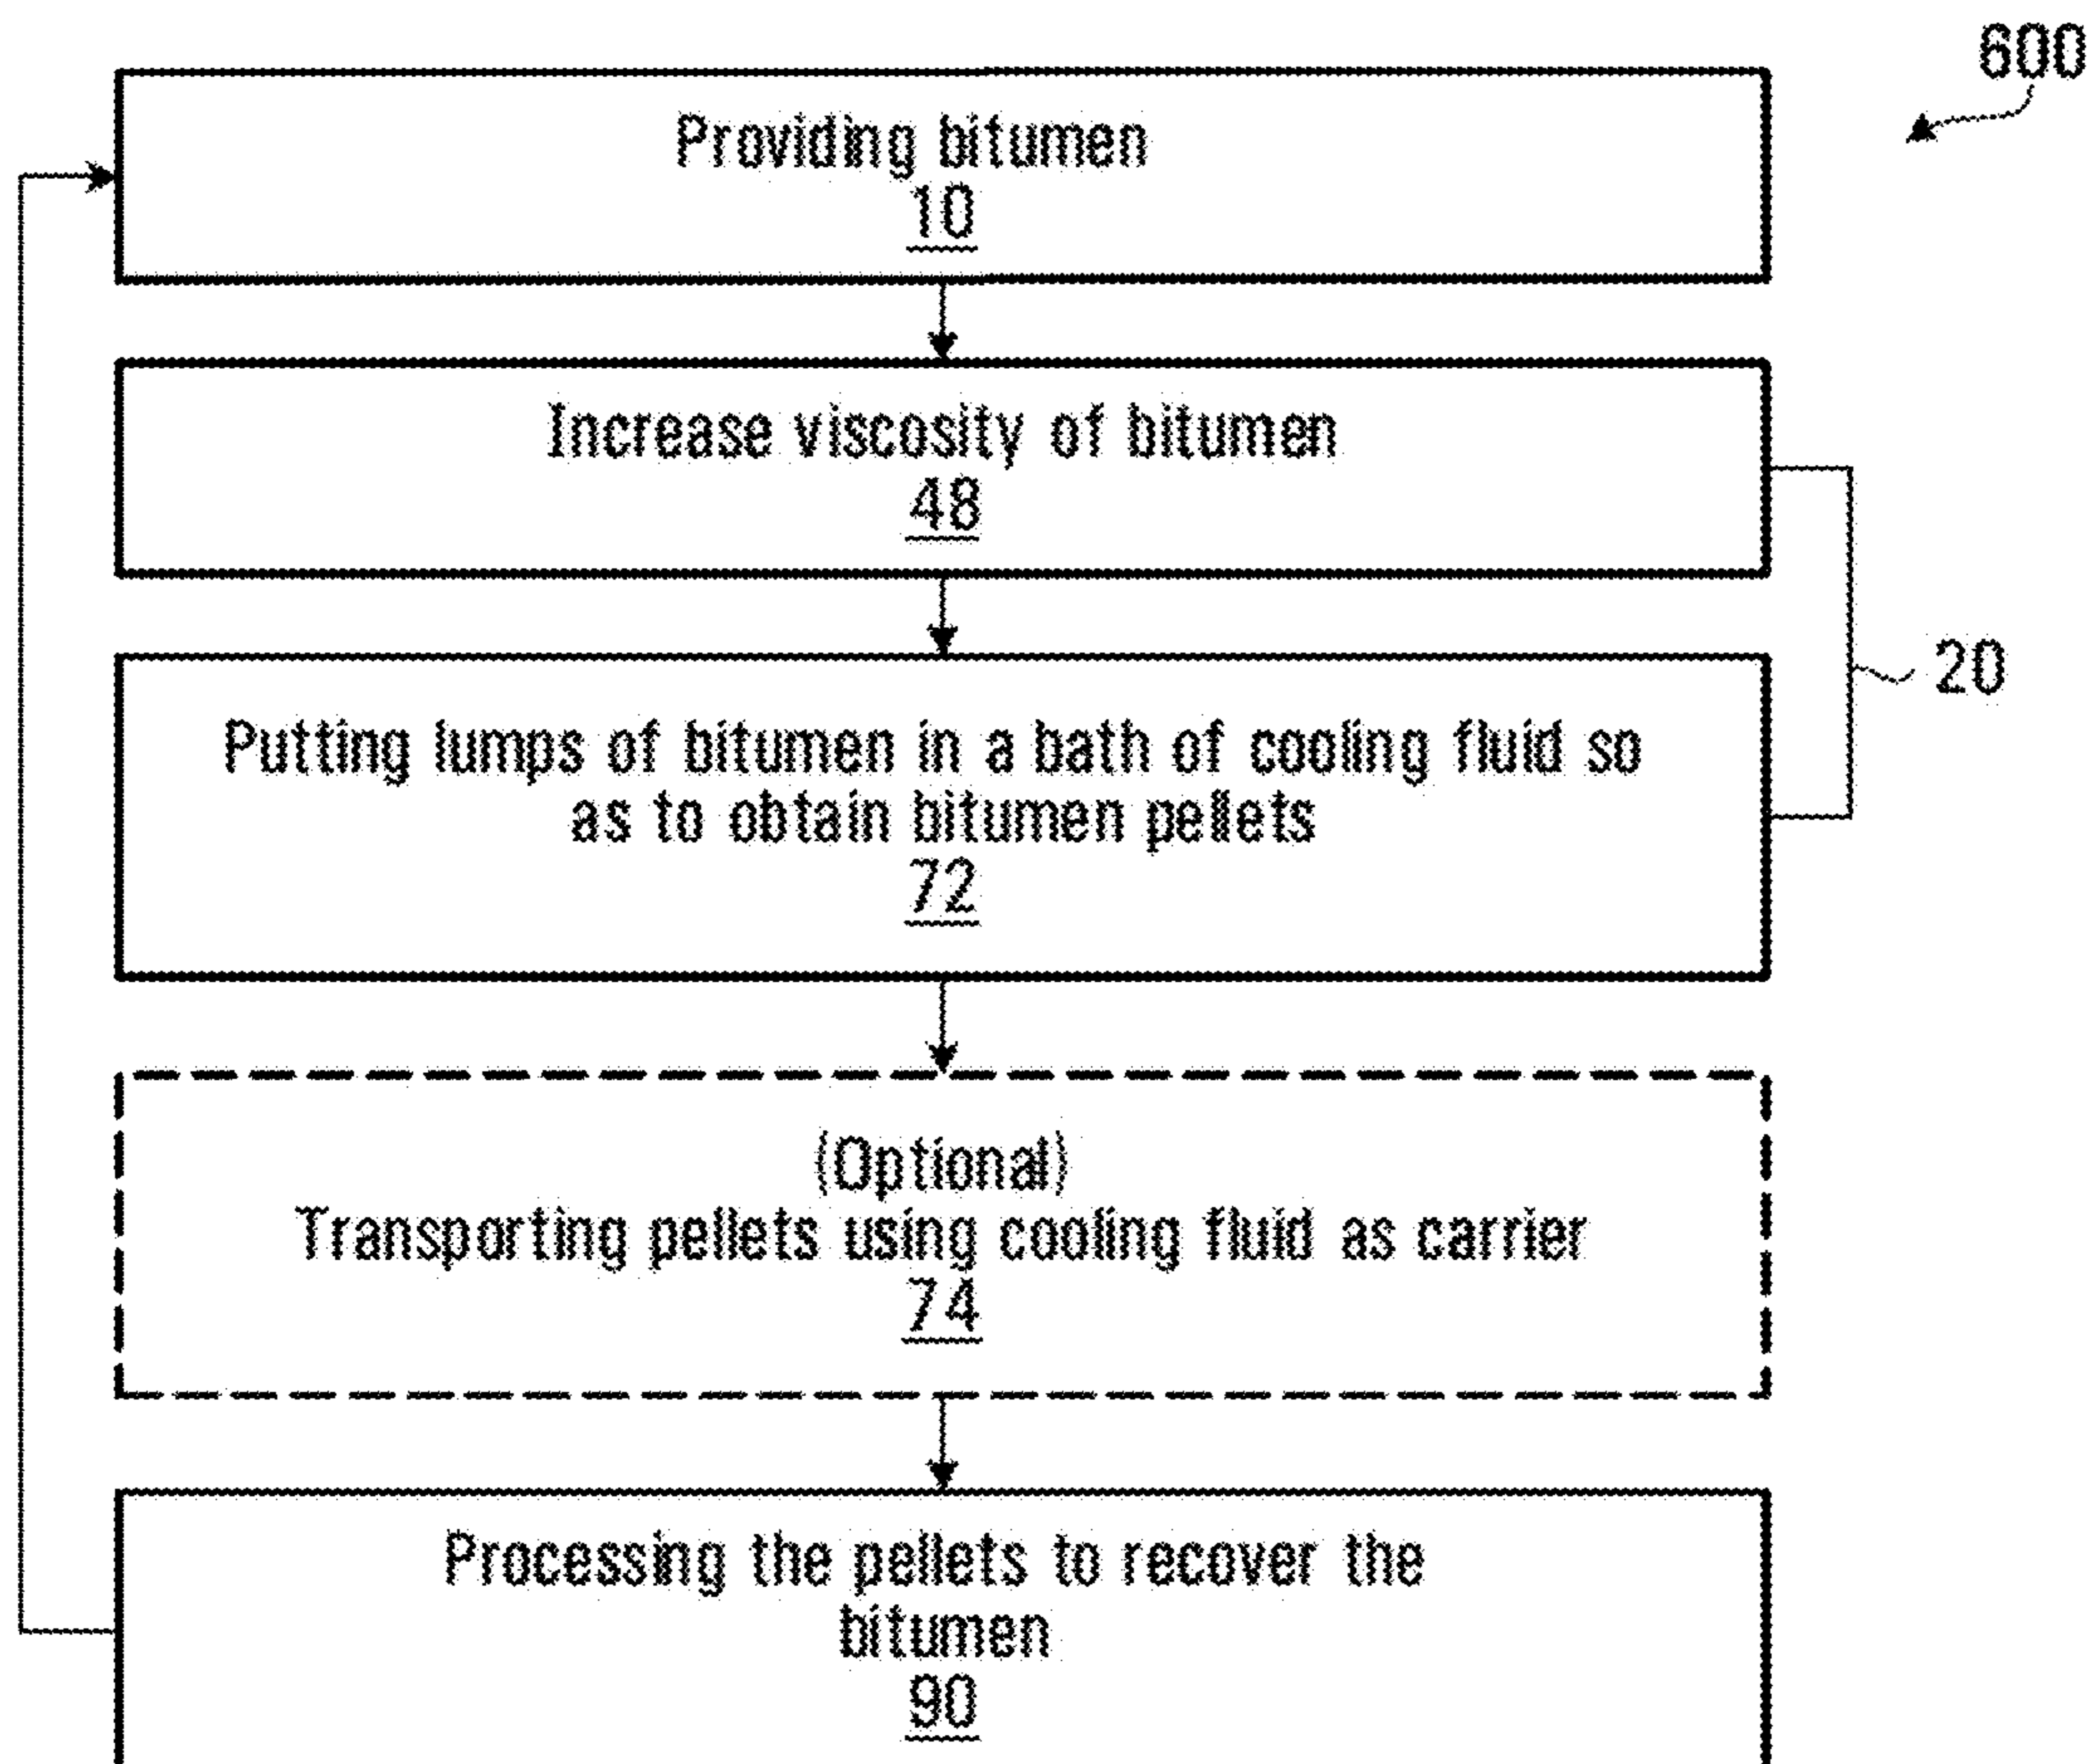 600
Providing bitumen
10
Increase viscosity of bitumen
48
20
Putting lumps of bitumen in a bath of cooling fluid so
as to obtain bitumen pellets
72
(Optional)
Transporting pellets using cooling fluid as carrier
74
Processing the pellets to recover the
bitumen
90